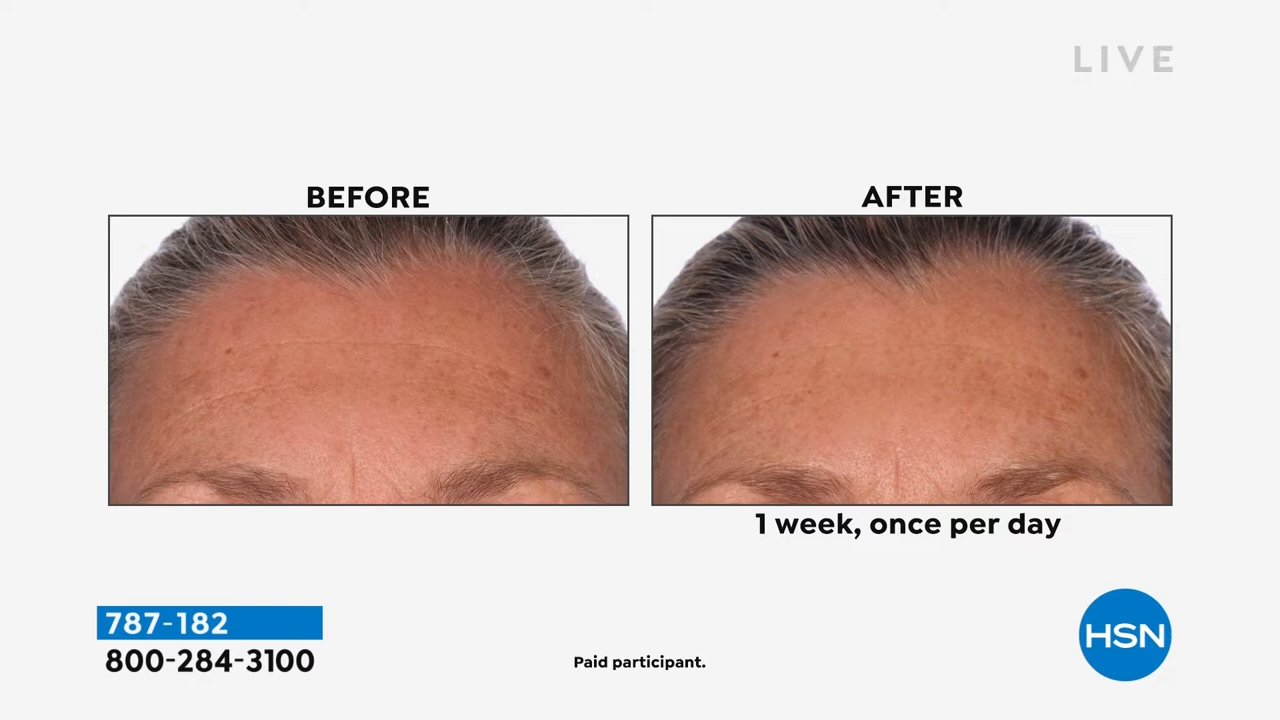 LIVE
BEFORE
AFTER
1 week, once per day
787-182
800-284-3100
Paid participant.
HSN